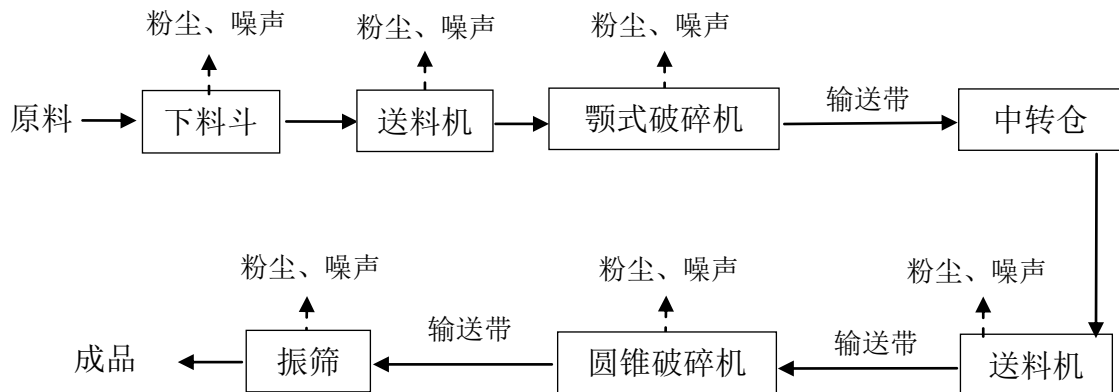 粉尘、噪声
粉尘、噪声
粉尘、噪声
原料
下料斗
送料机
颚式破碎机
输送带
中转仓
粉尘、噪声
粉尘、噪声
粉尘、噪声
成品
振筛
输送带
圆锥破碎机
输送带
送料机